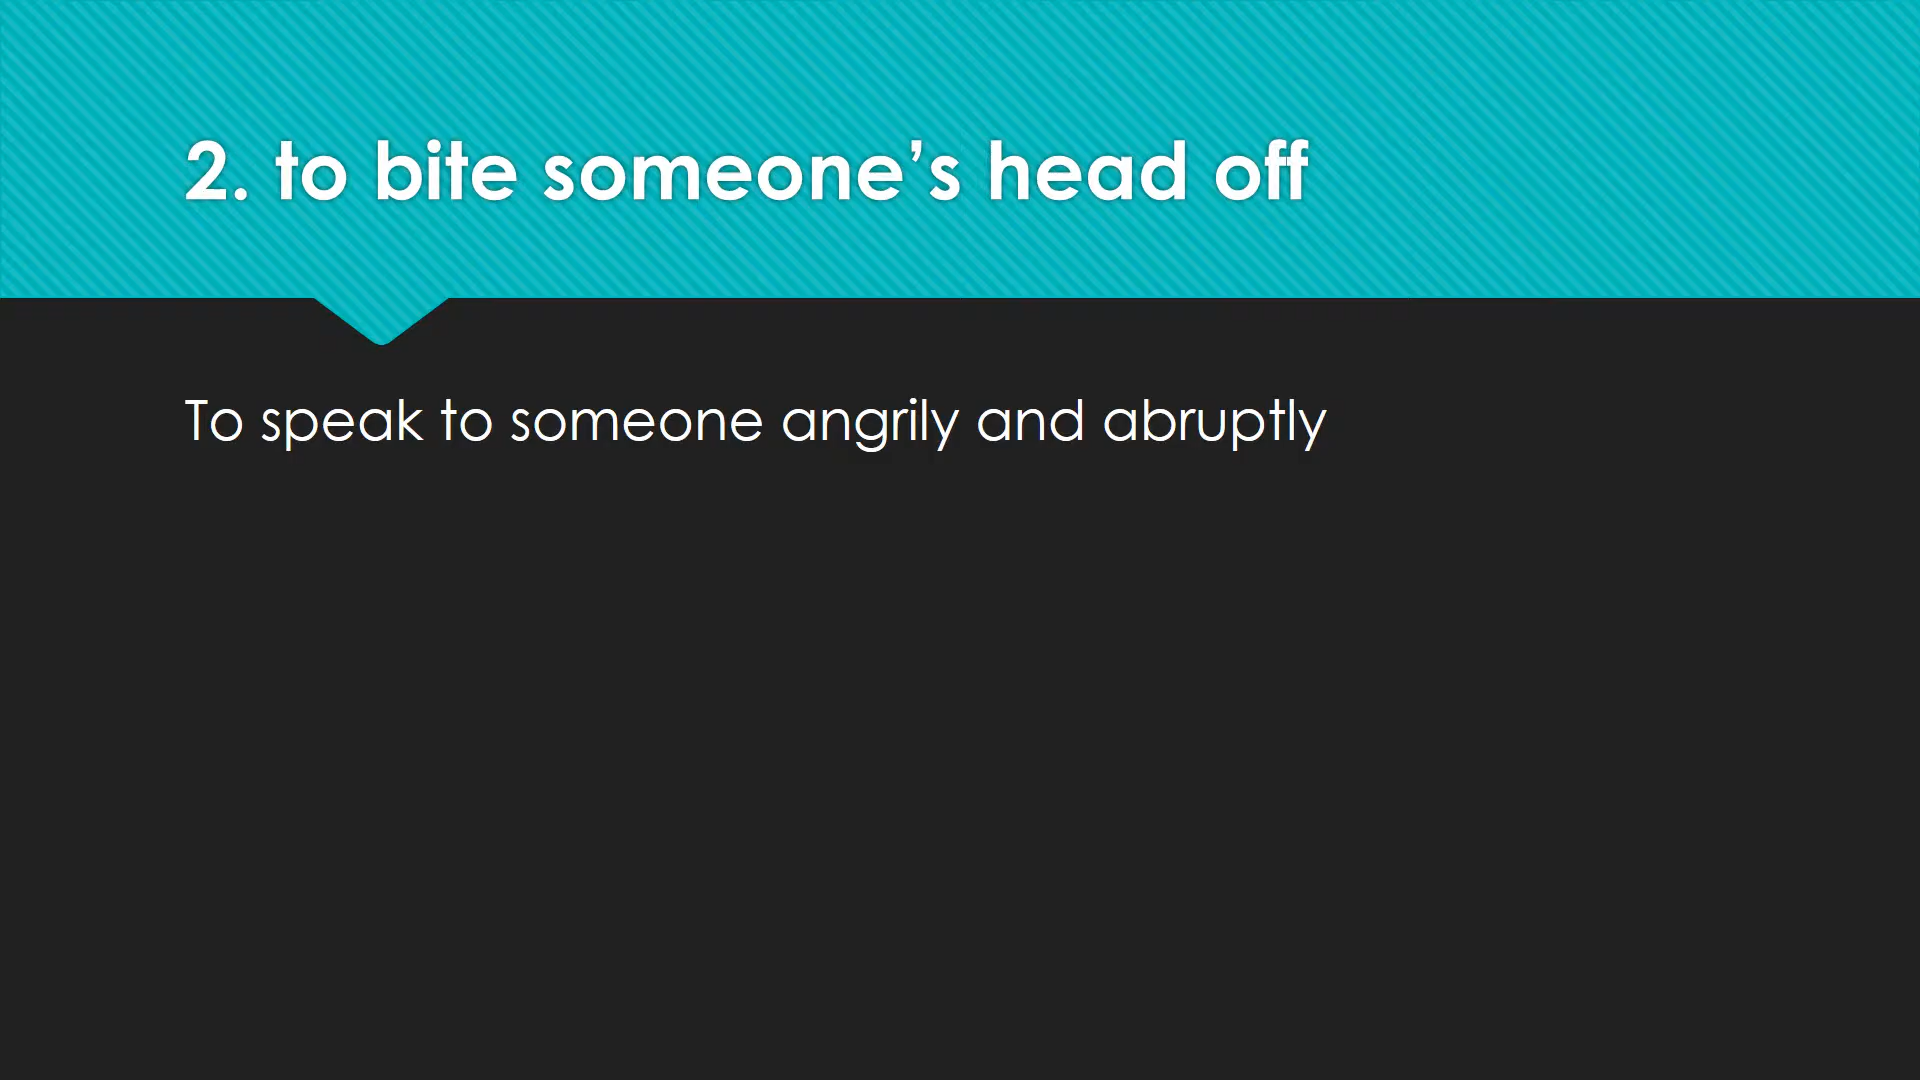 2. to bite someone’s head off
To speak to someone angrily and abruptly